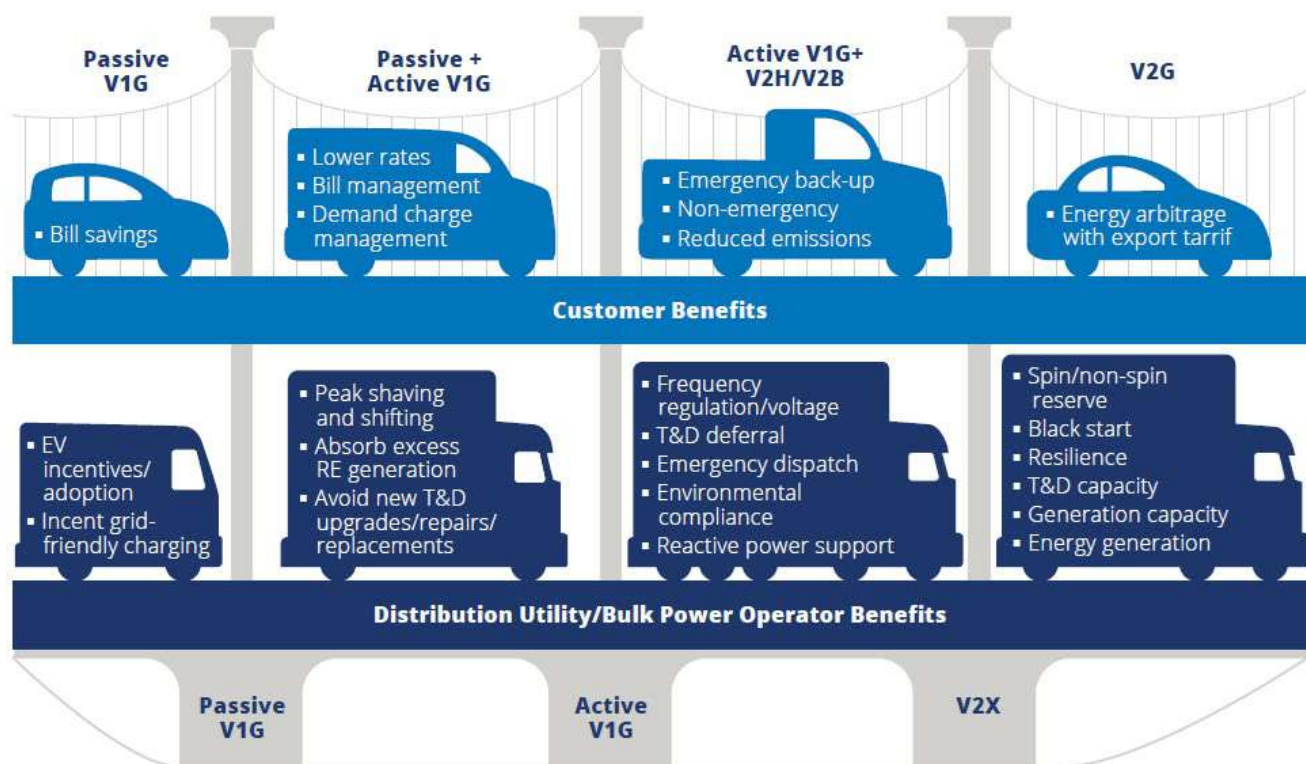 Passive
V1G
Passive +
Active V1G
Active V1G+
V2H/V2B
V2G
▪ Bill savings
▪ Lower rates
▪ Bill management
▪ Demand charge
management
▪ Emergency back-up
▪ Non-emergency
▪ Reduced emissions
▪ Energy arbitrage
with export tarrif
Customer Benefits
▪ EV
incentives/
adoption
▪ Incent grid-
friendly charging
▪ Peak shaving
and shifting
▪ Absorb excess
RE generation
▪ Avoid new T&D
upgrades/repairs/
replacements
▪ Frequency
regulation/voltage
▪ T&D deferral
▪ Emergency dispatch
▪ Environmental
compliance
▪ Reactive power support
▪ Spin/non-spin
reserve
▪ Black start
▪ Resilience
▪ T&D capacity
▪ Generation capacity
▪ Energy generation
Distribution Utility/Bulk Power Operator Benefits
Passive
V1G
Active
V1G
V2X